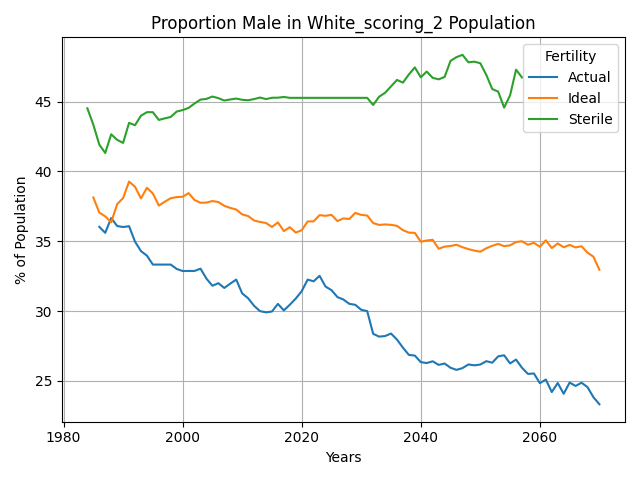 Proportion Male in White_scoring_2 Population
Fertility
Actual
Ideal
Sterile
% of Population
45
40
35
30
25
1980
2000
2020
2040
2060
Years